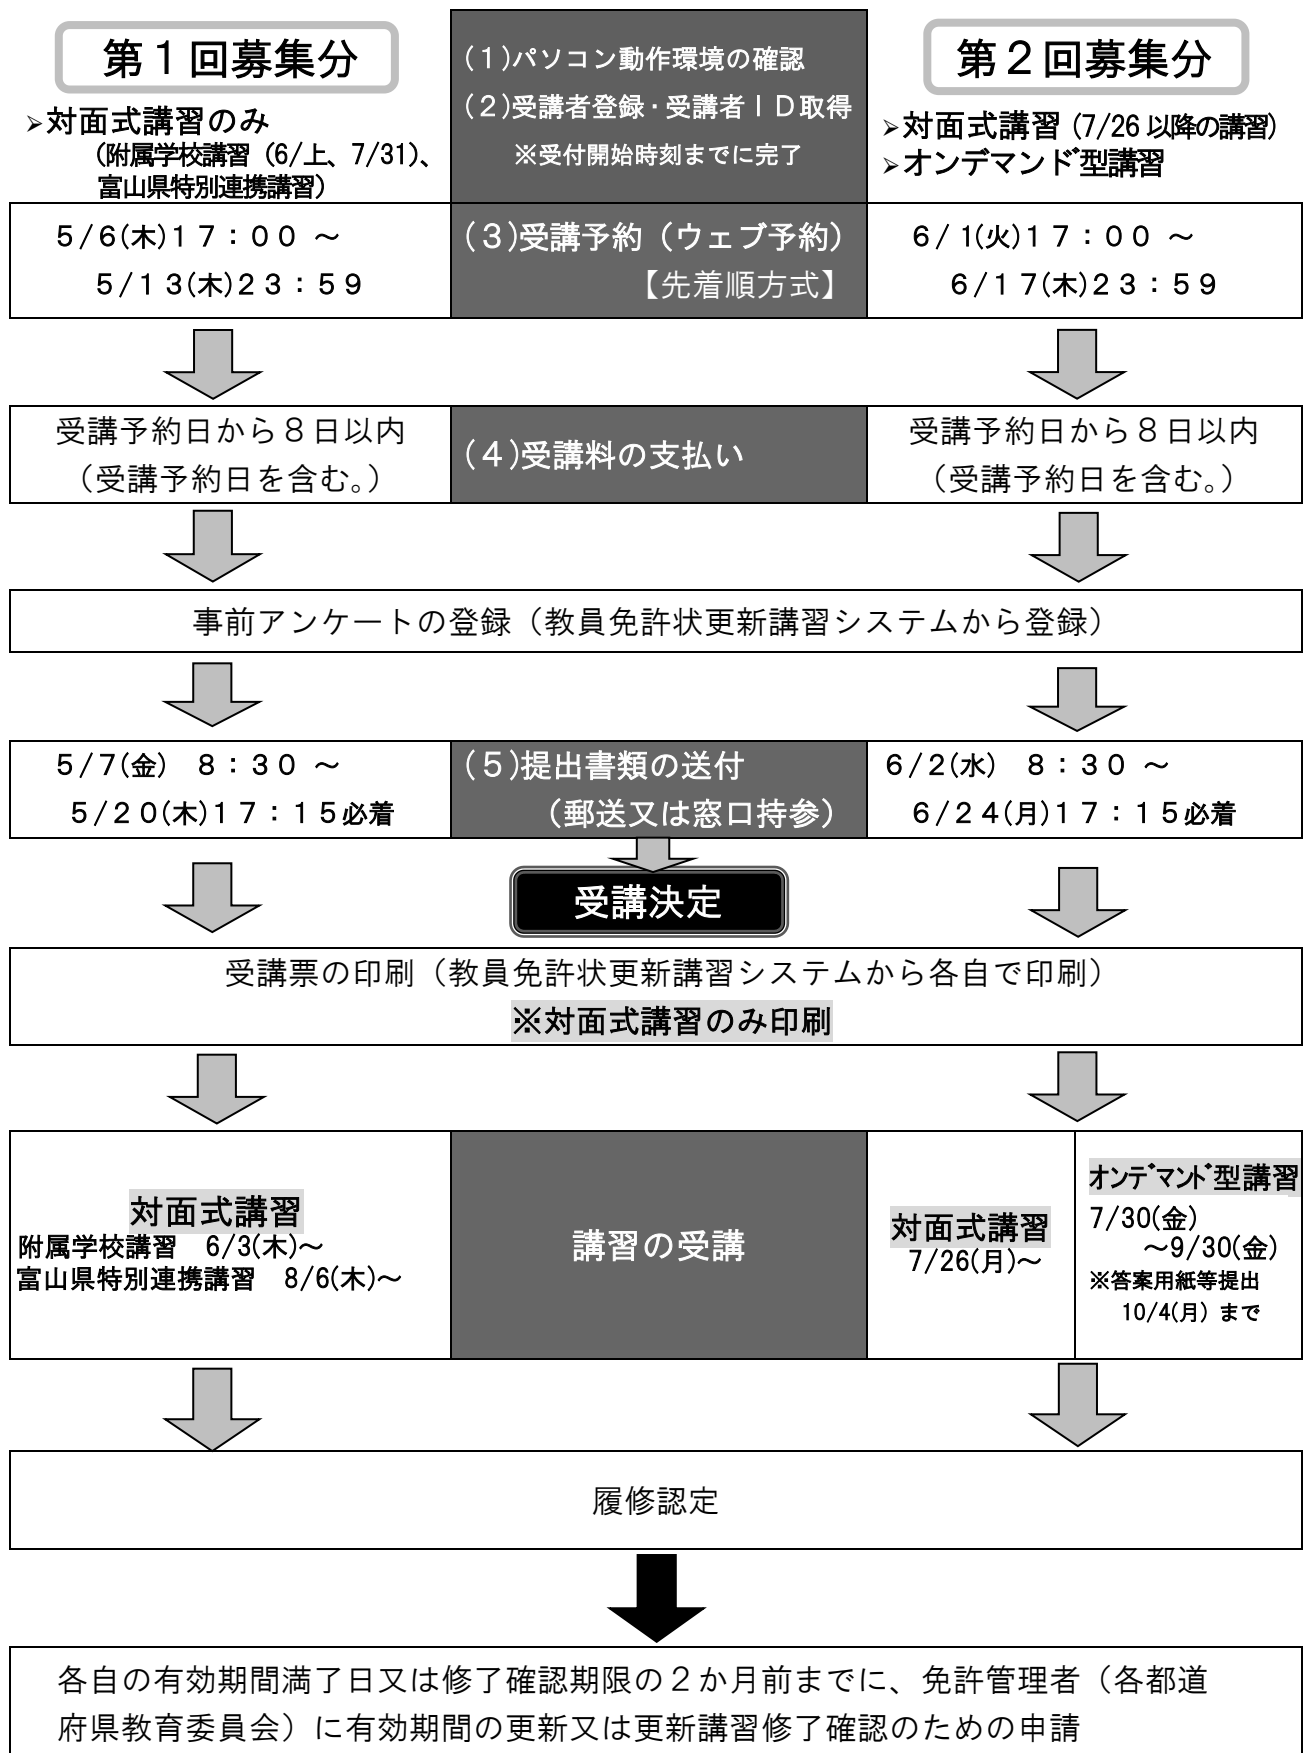 第１回募集分
➢対面式講習のみ
（附属学校講習（6/上、7/31）、
富山県特別連携講習）
(１)パソコン動作環境の確認
(２)受講者登録・受講者ＩＤ取得
※受付開始時刻までに完了
第２回募集分
➢対面式講習（7/26 以降の講習）
➢オンデマンド型講習
５/６(木)１７：００ ～
５/１３(木)２３：５９
(３)受講予約（ウェブ予約）
【先着順方式】
６/１(火)１７：００ ～
６/１７(木)２３：５９
受講予約日から８日以内
（受講予約日を含む。）
(４)受講料の支払い
受講予約日から８日以内
（受講予約日を含む。）
事前アンケートの登録（教員免許状更新講習システムから登録）
５/７(金)　８：３０ ～
５/２０(木)１７：１５必着
(５)提出書類の送付
（郵送又は窓口持参）
６/２(水)　８：３０ ～
６/２４(月)１７：１５必着
受講決定
受講票の印刷（教員免許状更新講習システムから各自で印刷）
※対面式講習のみ印刷
対面式講習
附属学校講習　6/3(木)～
富山県特別連携講習　8/6(木)～
講習の受講
対面式講習
7/26(月)～
オンデマンド型講習
7/30(金)
～9/30(金)
※答案用紙等提出
10/4(月) まで
履修認定
各自の有効期間満了日又は修了確認期限の２か月前までに、免許管理者（各都道
府県教育委員会）に有効期間の更新又は更新講習修了確認のための申請